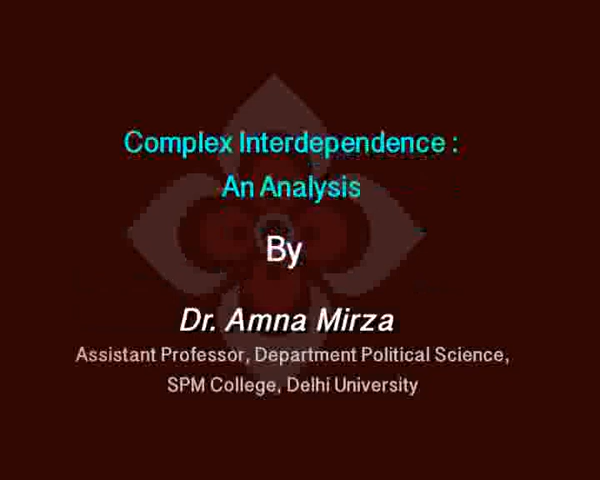 Complex Interdependence :
An Analysis
By
Dr. Amna Mirza
Assistant Professor, Department Political Science,
SPM College, Delhi University